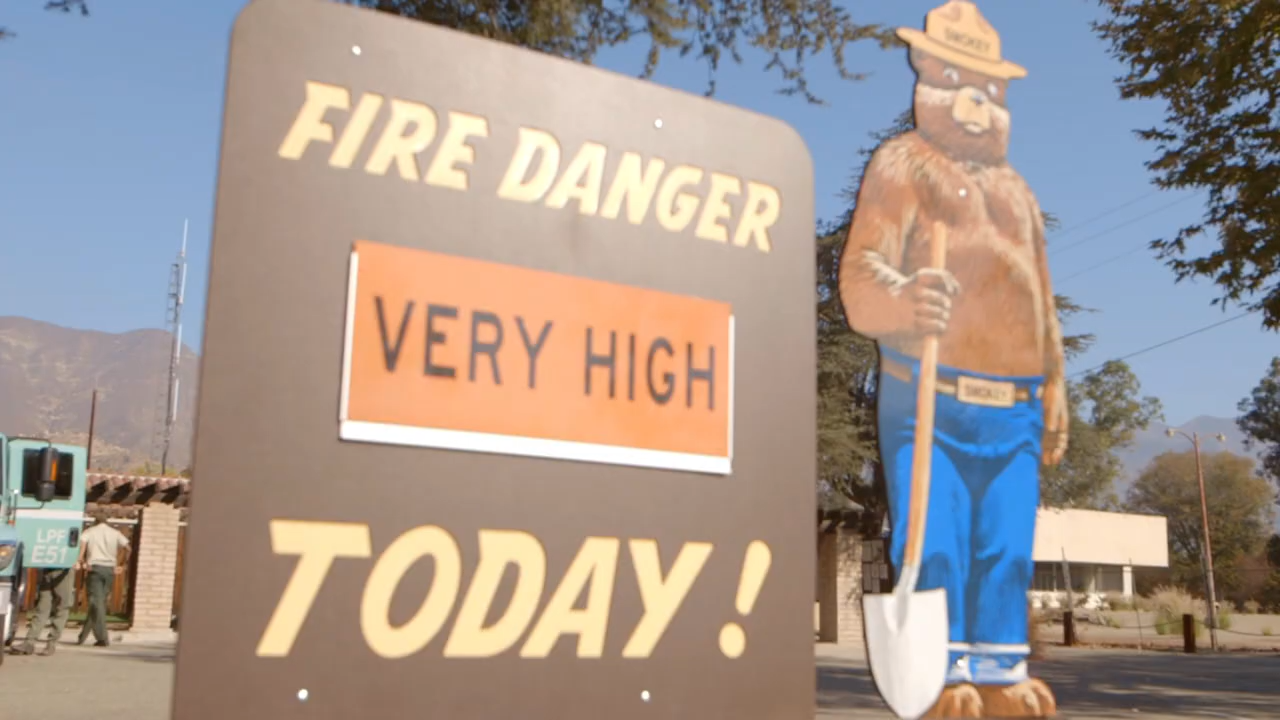 SMOKEY
FIRE DANGER
VERY HIGH
SMOKEY
TODAY!
LPF
E51